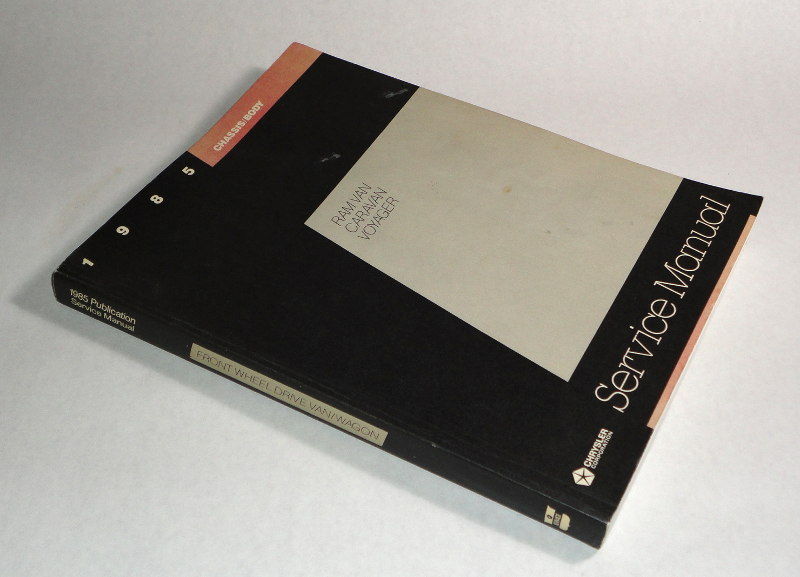 1 9 8 5
CHASSIS/BODY
RAM VAN
CARAVAN
VOYAGER
Service Manual
CHRYSLER
CORPORATION
1985 Publication
Service Manual
FRONT WHEEL DRIVE VAN/WAGON